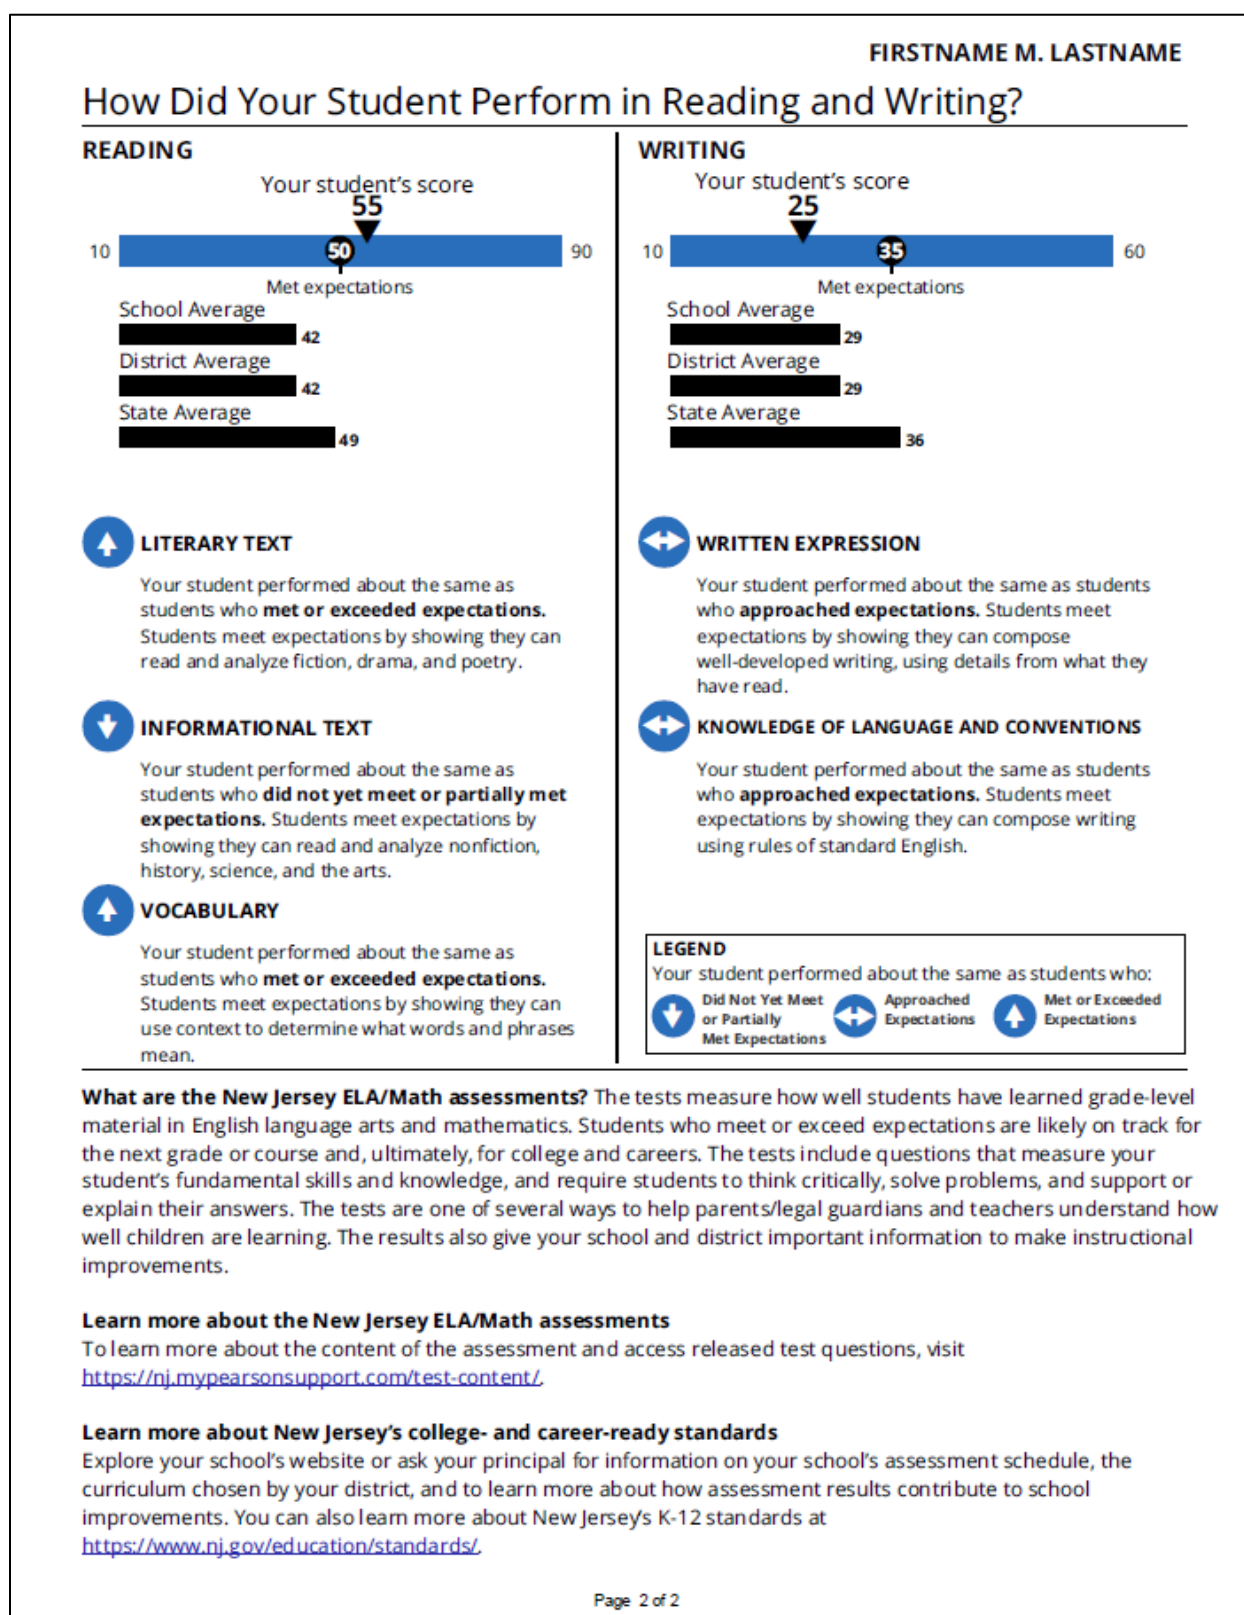 FIRSTNAME M. LASTNAME
How Did Your Student Perform in Reading and Writing?
READING
Your student's score
55
10
50
90
Met expectations
School Average
42
District Average
42
State Average
49
LITERARY TEXT
Your student performed about the same as
students who met or exceeded expectations.
Students meet expectations by showing they can
read and analyze fiction, drama, and poetry.
INFORMATIONAL TEXT
Your student performed about the same as
students who did not yet meet or partially met
expectations. Students meet expectations by
showing they can read and analyze nonfiction,
history, science, and the arts.
VOCABULARY
Your student performed about the same as
students who met or exceeded expectations.
Students meet expectations by showing they can
use context to determine what words and phrases
mean.
WRITING
Your student's score
25
10
35
60
Met expectations
School Average
29
District Average
29
State Average
36
WRITTEN EXPRESSION
Your student performed about the same as students
who approached expectations. Students meet
expectations by showing they can compose
well-developed writing, using details from what they
have read.
KNOWLEDGE OF LANGUAGE AND CONVENTIONS
Your student performed about the same as students
who approached expectations. Students meet
expectations by showing they can compose writing
using rules of standard English.
LEGEND
Your student performed about the same as students who:
Did Not Yet Meet
or Partially
Met Expectations
Approached
Expectations
Met or Exceeded
Expectations
What are the New Jersey ELA/Math assessments? The tests measure how well students have learned grade-level
material in English language arts and mathematics. Students who meet or exceed expectations are likely on track for
the next grade or course and, ultimately, for college and careers. The tests include questions that measure your
student's fundamental skills and knowledge, and require students to think critically, solve problems, and support or
explain their answers. The tests are one of several ways to help parents/legal guardians and teachers understand how
well children are learning. The results also give your school and district important information to make instructional
improvements.
Learn more about the New Jersey ELA/Math assessments
To learn more about the content of the assessment and access released test questions, visit
https://nj.mypearsonsupport.com/test-content/.
Learn more about New Jersey's college- and career-ready standards
Explore your school's website or ask your principal for information on your school's assessment schedule, the
curriculum chosen by your district, and to learn more about how assessment results contribute to school
improvements. You can also learn more about New Jersey's K-12 standards at
https://www.nj.gov/education/standards/.
Page 2 of 2